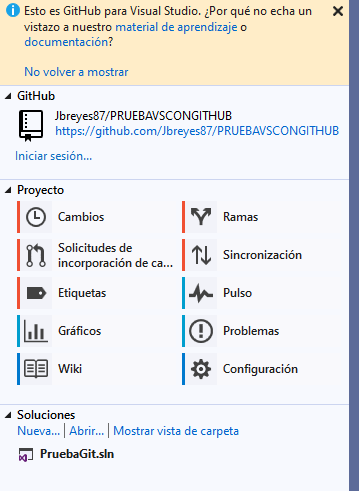 Esto es GitHub para Visual Studio. ¿Por qué no echa un
vistazo a nuestro material de aprendizaje o
documentación?
No volver a mostrar
GitHub
Jbreyes87/PRUEBAVSCONGITHUB
https://github.com/Jbreyes87/PRUEBAVSCONGITHUB
Iniciar sesión...
Proyecto
Cambios
Ramas
Solicitudes de
incorporación de ca...
Sincronización
Etiquetas
Pulso
Gráficos
Problemas
Wiki
Configuración
Soluciones
Nueva... | Abrir... | Mostrar vista de carpeta
PruebaGit.sln